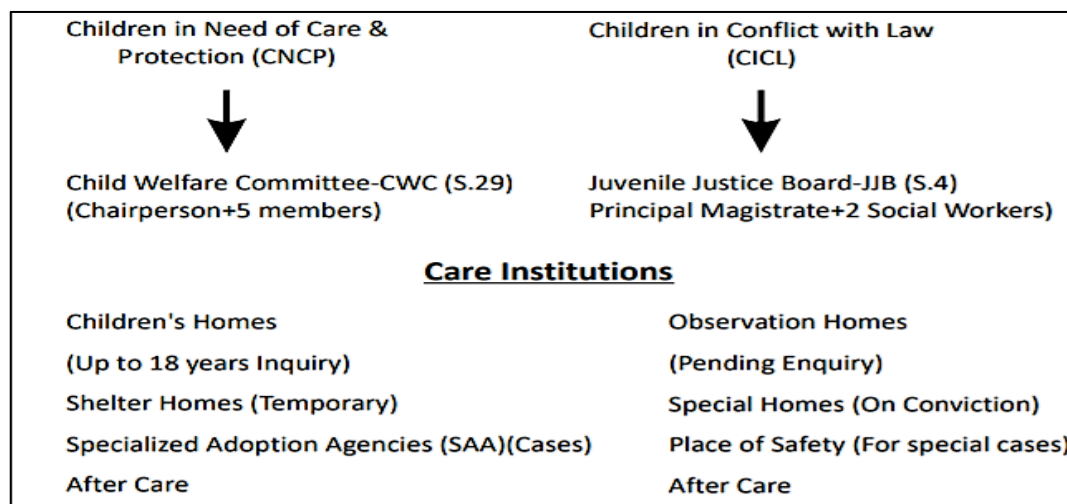 Children in Need of Care &
Protection (CNCP)
Child Welfare Committee-CWC (S.29)
(Chairperson+5 members)
Children in Conflict with Law
(CICL)
Juvenile Justice Board-JJB (S.4)
Principal Magistrate+2 Social Workers)
Care Institutions
Children's Homes
(Up to 18 years Inquiry)
Shelter Homes (Temporary)
Specialized Adoption Agencies (SAA)(Cases)
After Care
Observation Homes
(Pending Enquiry)
Special Homes (On Conviction)
Place of Safety (For special cases)
After Care